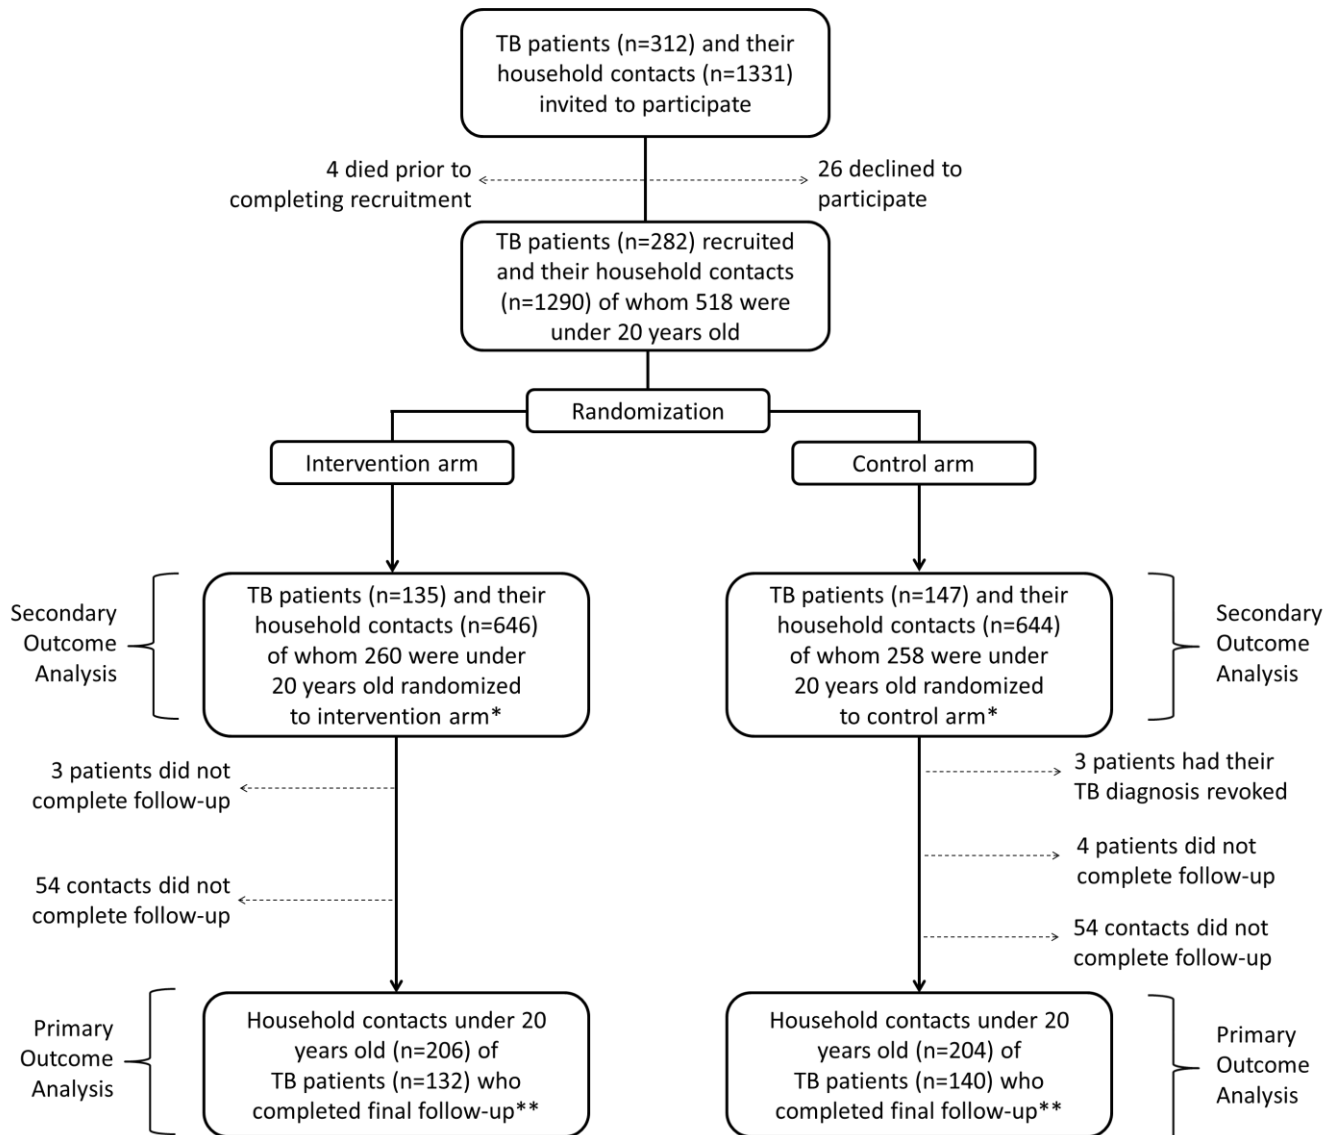 TB patients (n=312) and their
household contacts (n=1331)
invited to participate
4 died prior to
completing recruitment
26 declined to
participate
TB patients (n=282) recruited
and their household contacts
(n=1290) of whom 518 were
under 20 years old
Randomization
Intervention arm
Control arm
Secondary
Outcome
Analysis
TB patients (n=135) and their
household contacts (n=646)
of whom 260 were under
20 years old randomized
to intervention arm*
TB patients (n=147) and their
household contacts (n=644)
of whom 258 were under
20 years old randomized
to control arm*
Secondary
Outcome
Analysis
3 patients did not
complete follow-up
3 patients had their
TB diagnosis revoked
4 patients did not
complete follow-up
54 contacts did not
complete follow-up
54 contacts did not
complete follow-up
Primary
Outcome
Analysis
Household contacts under 20
years old (n=206) of
TB patients (n=132) who
completed final follow-up**
Household contacts under 20
years old (n=204) of
TB patients (n=140) who
completed final follow-up**
Primary
Outcome
Analysis